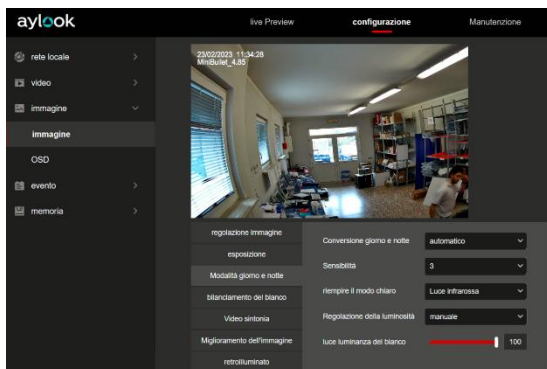 aylook
live Preview
configurazione
Manutenzione
rete locale
video
immagine
immagine
OSD
evento
memoria
23/02/2023 11:34:28
MiniBullet_4.85
regolazione immagine
esposizione
Modalità giorno e notte
bilanciamento del bianco
Video sintonia
Miglioramento dell'immagine
retroilluminato
Conversione giorno e notte
automatico
Sensibilità
3
riempire il modo chiaro
Luce infrarossa
Regolazione della luminosità
manuale
luce luminanza del bianco
100